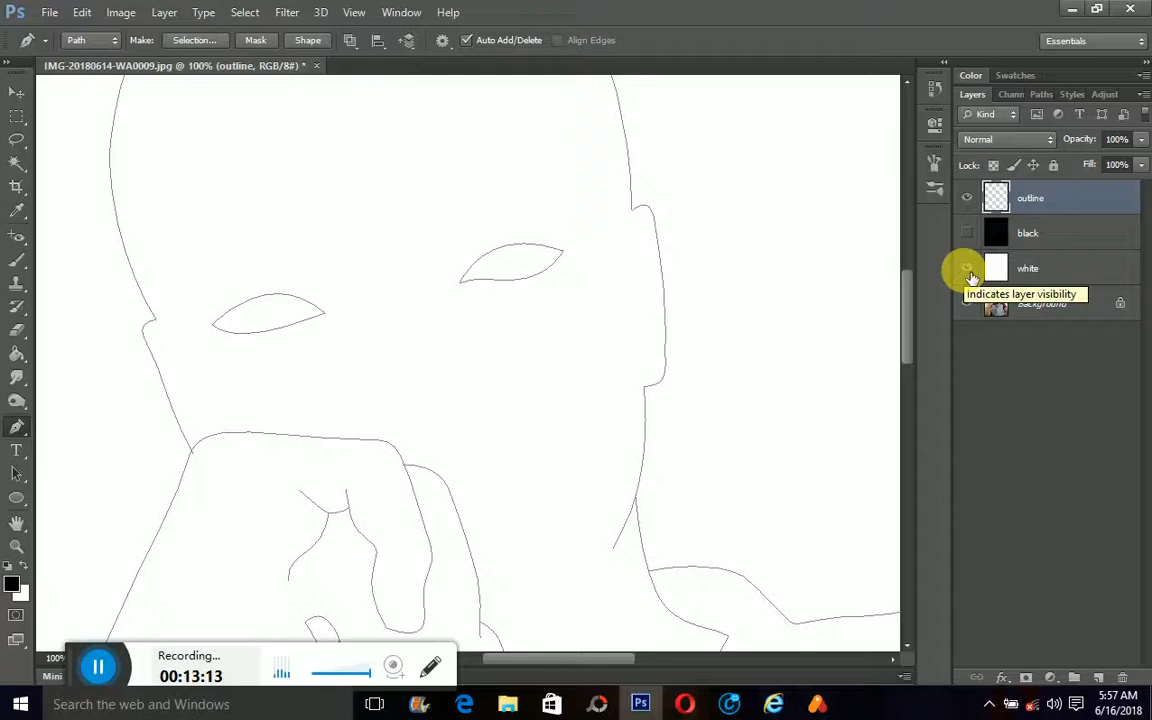 Ps File Edit Image Layer Type Select Filter 3D View Window Help
Path Make: Selection... Mask Shape Auto Add/Delete Align Edges Essentials
IMG-20180614-WA0009.jpg @ 100% (outline, RGB/8#) * ×
Color Swatches
Layers Chann Paths Styles Adjust
Kind
Normal Opacity: 100%
Lock: Fill: 100%
outline
black
white
Indicates layer visibility
Background
T
Recording...
00:13:13
100%
Mini
Search the web and Windows
5:57 AM
6/16/2018